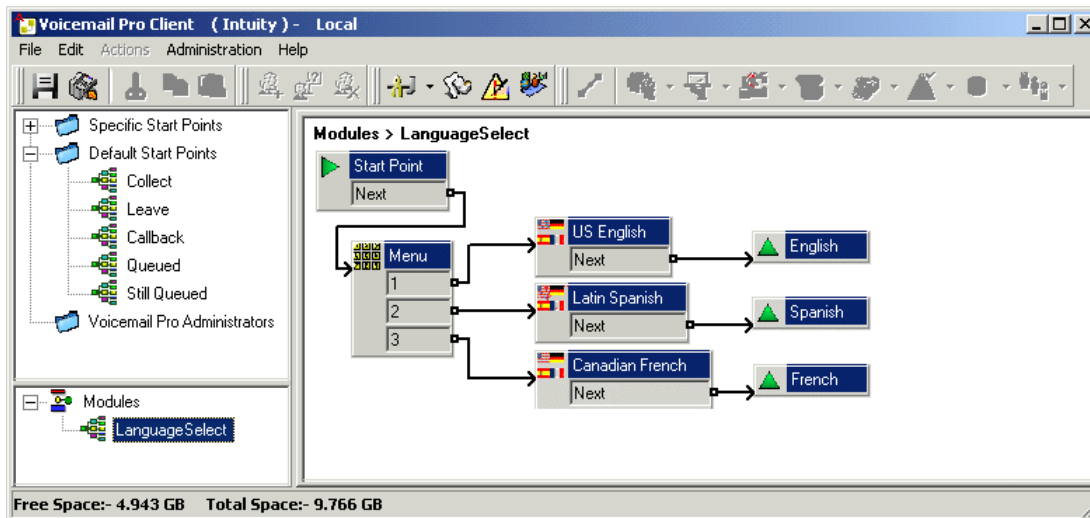 Voicemail Pro Client ( Intuity ) - Local
File Edit Actions Administration Help
Specific Start Points
Default Start Points
Collect
Leave
Callback
Queued
Still Queued
Voicemail Pro Administrators
Modules
LanguageSelect
Modules > LanguageSelect
Start Point
Next
Menu
1
2
3
US English
Next
English
Latin Spanish
Next
Spanish
Canadian French
Next
French
Free Space:- 4.943 GB Total Space:- 9.766 GB